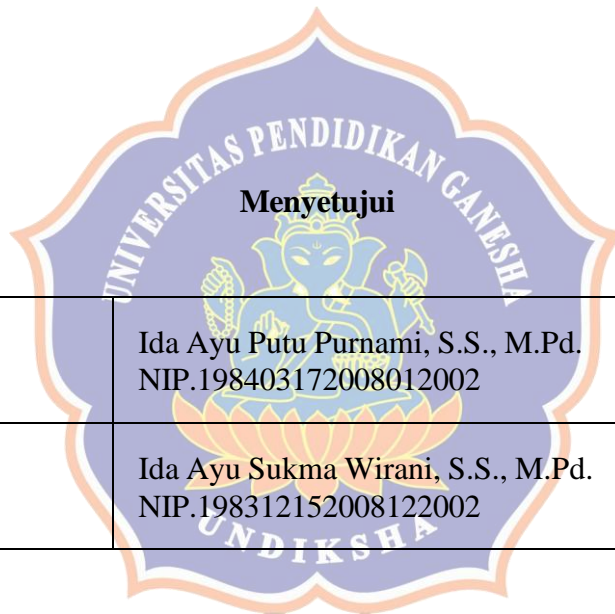 UNIVERSITAS PENDIDIKAN GANESHA
Menyetujui
Ida Ayu Putu Purnami, S.S., M.Pd.
NIP.198403172008012002
Ida Ayu Sukma Wirani, S.S., M.Pd.
NIP.198312152008122002
UNDIKSHA